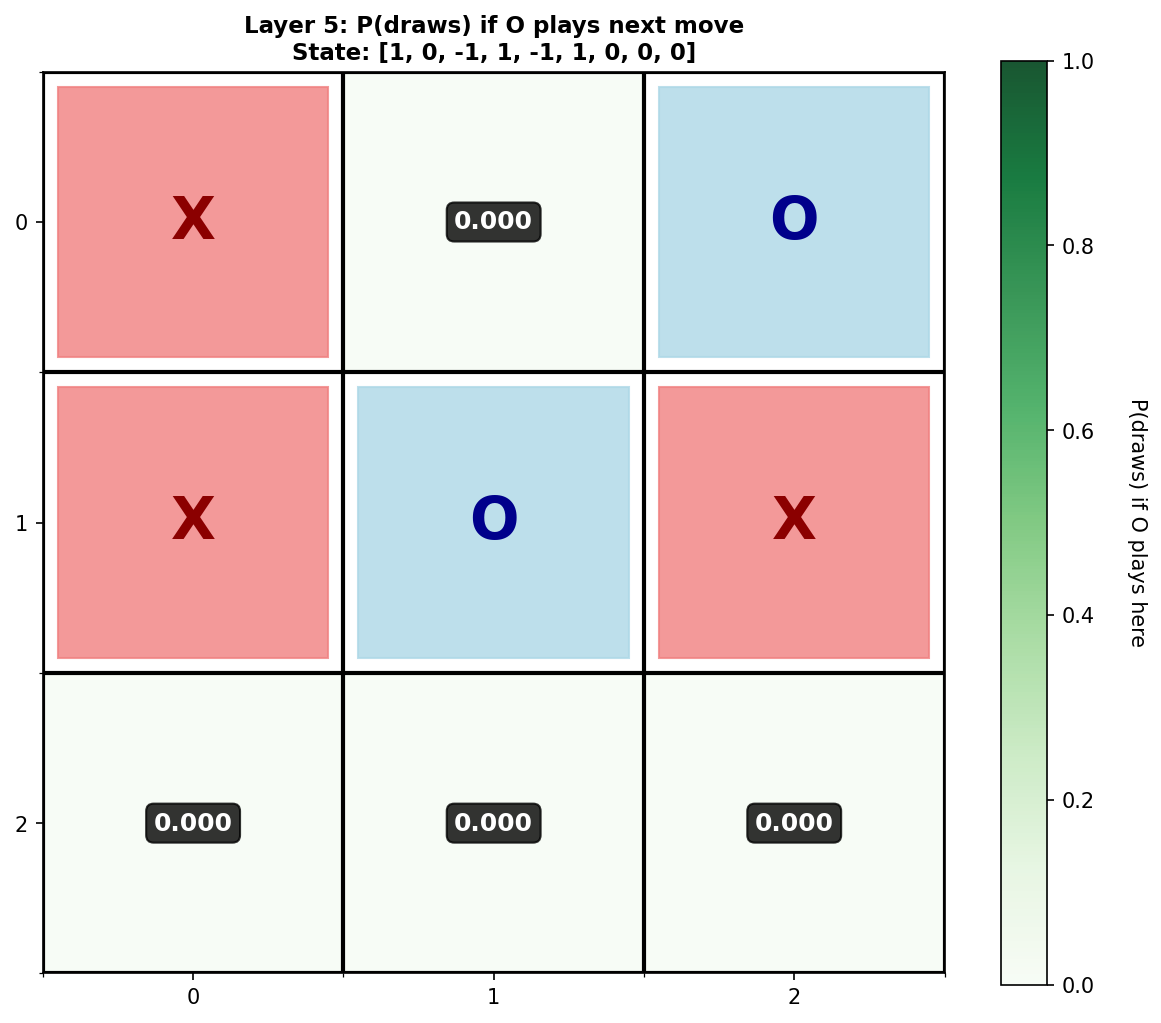 Layer 5: P(draws) if O plays next move
State: [1, 0, -1, 1, -1, 1, 0, 0, 0]
X
0.000
O
X
O
X
0.000
0.000
0.000
0
1
2
0
1
2
1.0
0.8
0.6
0.4
0.2
0.0
P(draws) if O plays here